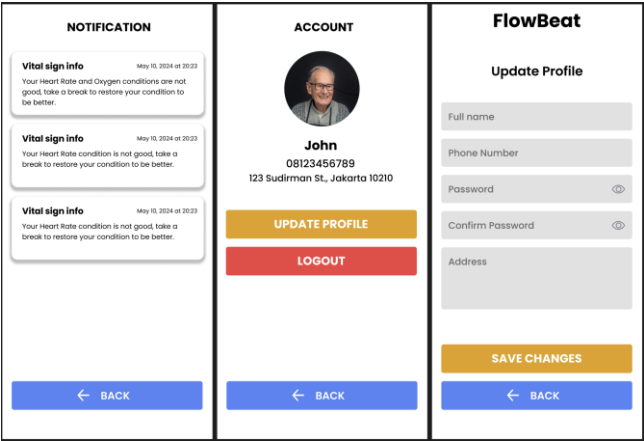 NOTIFICATION
Vital sign info May 10, 2024 at 20:23
Your Heart Rate and Oxygen conditions are not
good, take a break to restore your condition to
be better.
Vital sign info May 10, 2024 at 20:23
Your Heart Rate condition is not good, take a
break to restore your condition to be better.
Vital sign info May 10, 2024 at 20:23
Your Heart Rate condition is not good, take a
break to restore your condition to be better.
BACK
ACCOUNT
John
08123456789
123 Sudirman St., Jakarta 10210
UPDATE PROFILE
LOGOUT
BACK
FlowBeat
Update Profile
Full name
Phone Number
Password
Confirm Password
Address
SAVE CHANGES
BACK